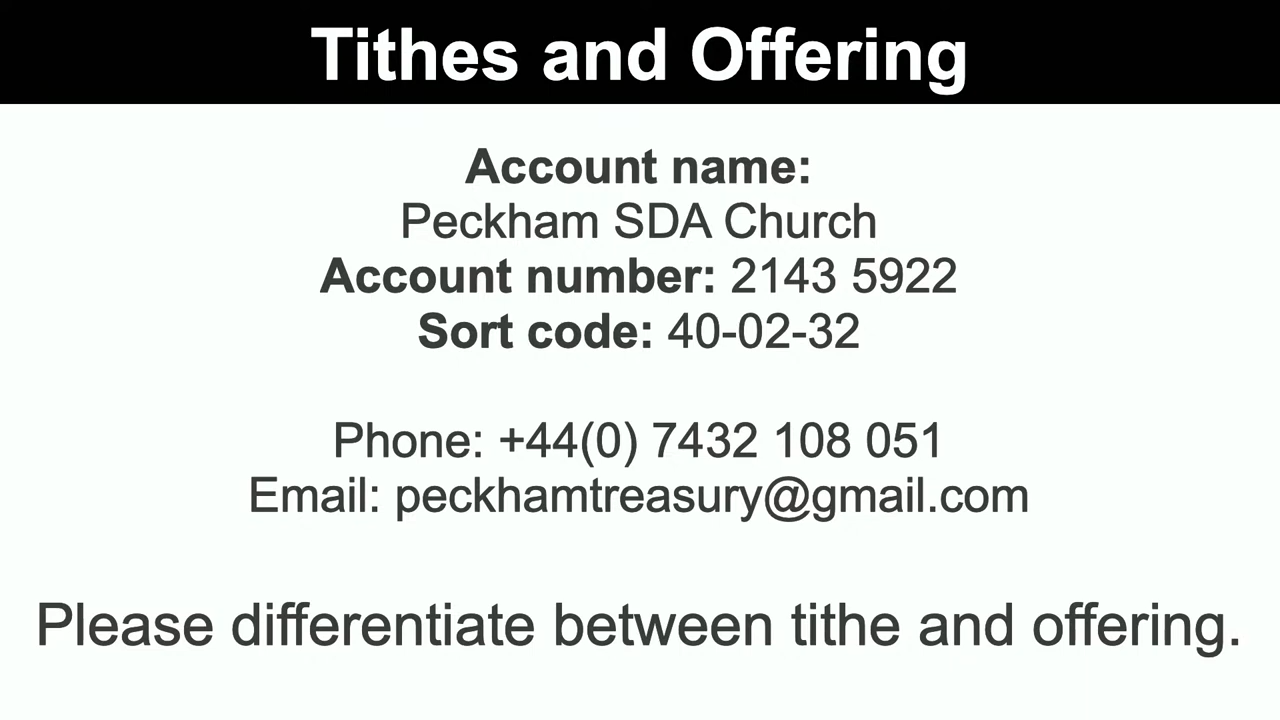 Tithes and Offering
Account name:
Peckham SDA Church
Account number: 2143 5922
Sort code: 40-02-32
Phone: +44(0) 7432 108 051
Email: peckhamtreasury@gmail.com
Please differentiate between tithe and offering.